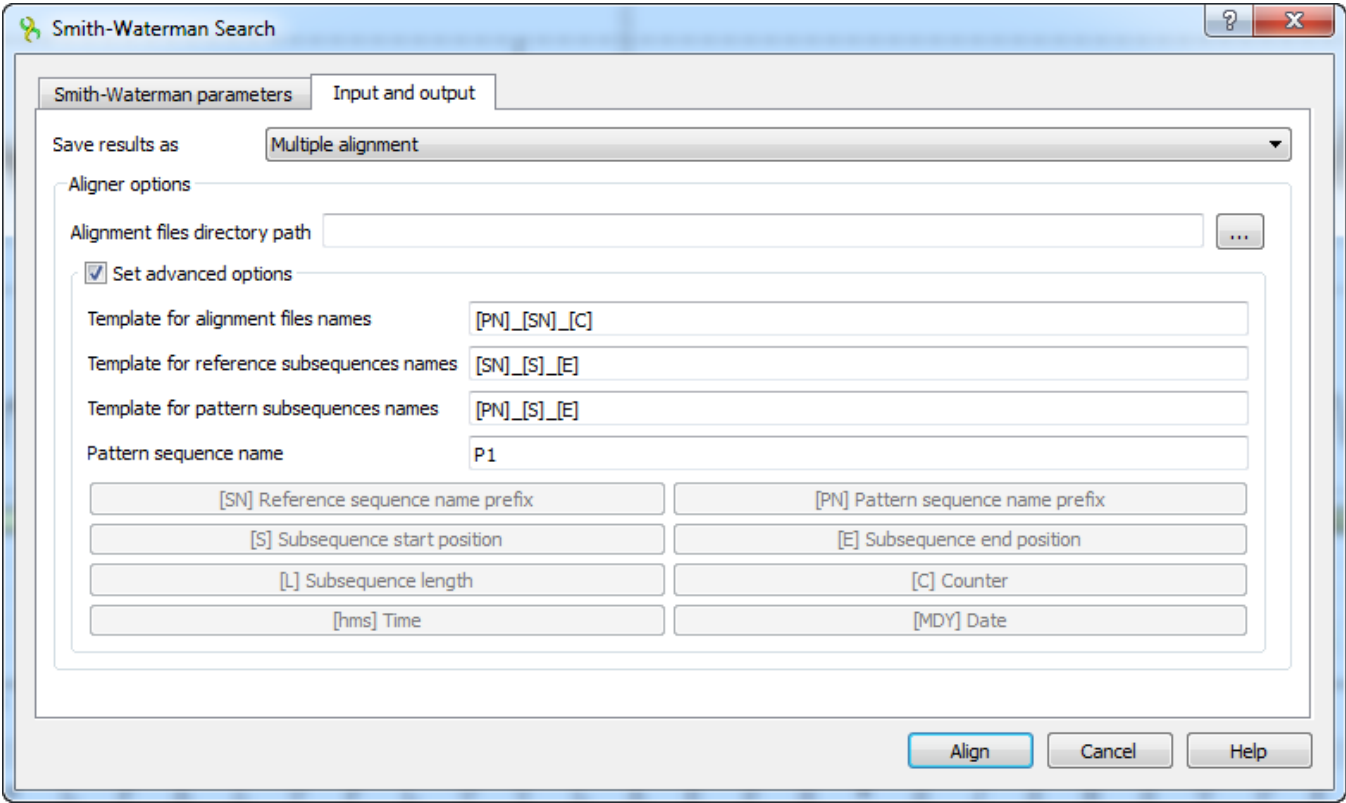 Smith-Waterman Search
?
X
Smith-Waterman parameters Input and output
Save results as Multiple alignment
Aligner options
Alignment files directory path ...
Set advanced options
Template for alignment files names [PN]_[SN]_[C]
Template for reference subsequences names [SN]_[S]_[E]
Template for pattern subsequences names [PN]_[S]_[E]
Pattern sequence name P1
[SN] Reference sequence name prefix [PN] Pattern sequence name prefix
[S] Subsequence start position [E] Subsequence end position
[L] Subsequence length [C] Counter
[hms] Time [MDY] Date
Align Cancel Help